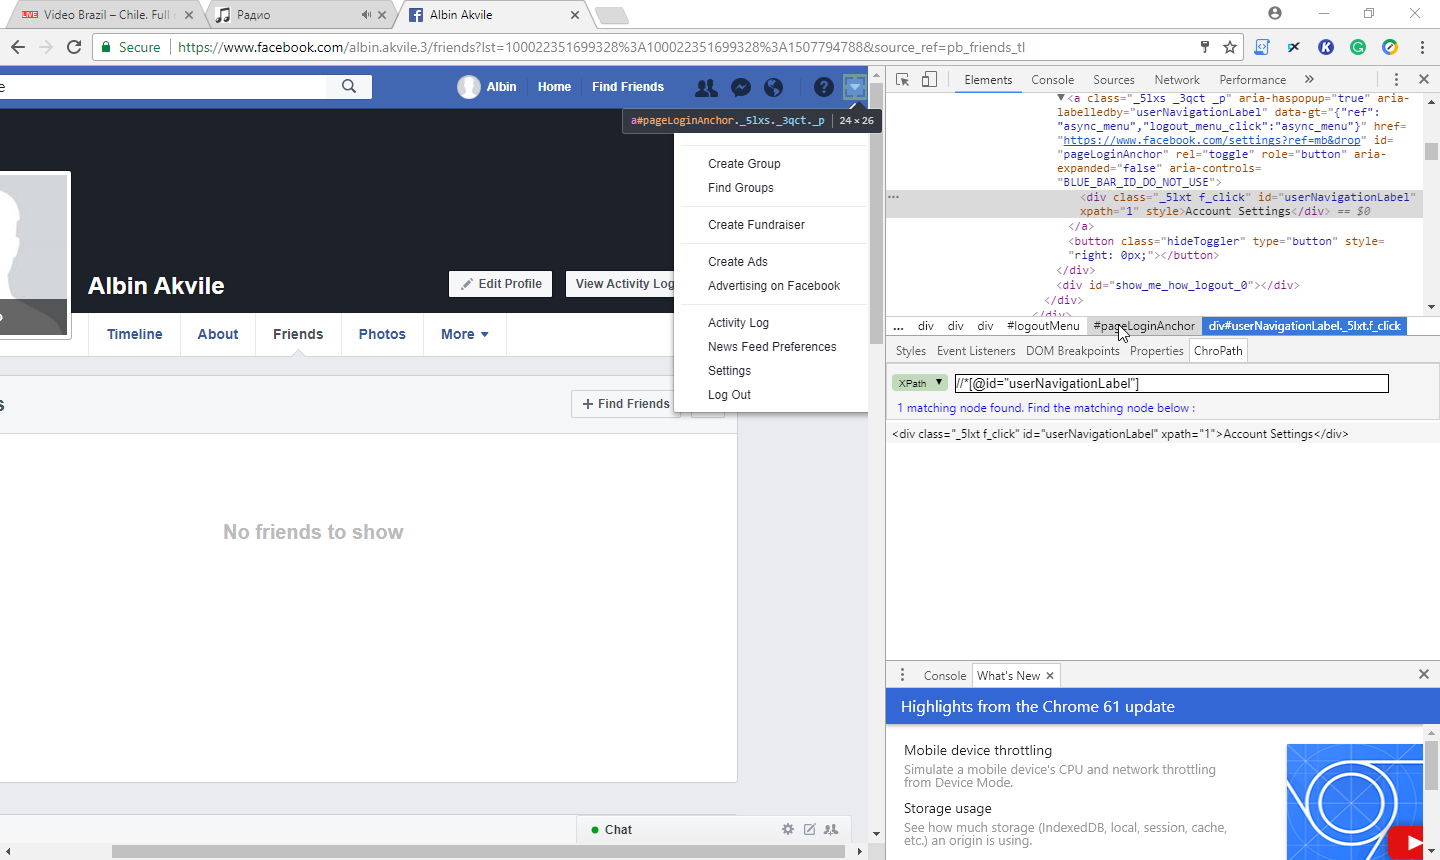 LIVE Video Brazil – Chile. Full
Радио
Albin Akvile
Secure
https://www.facebook.com/albin.akvile.3/friends?lst=100022351699328%3A100022351699328%3A1507794788&source_ref=pb_friends_tl
e
Albin
Home
Find Friends
a#pageLoginAnchor._5lxs._3qct._p 24 × 26
Create Group
Find Groups
Create Fundraiser
Create Ads
Advertising on Facebook
Activity Log
News Feed Preferences
Settings
Log Out
Albin Akvile
Edit Profile
View Activity Log
Timeline
About
Friends
Photos
More
s
+ Find Friends
No friends to show
Chat
Elements
Console
Sources
Network
Performance
»
<a class="_5lxs _3qct _p" aria-haspopup="true" aria-
labelledby="userNavigationLabel" data-gt="{"ref":
"async_menu","logout_menu_click":"async_menu"}" href=
"https://www.facebook.com/settings?ref=mb&drop" id=
"pageLoginAnchor" rel="toggle" role="button" aria-
expanded="false" aria-controls=
"BLUE_BAR_ID_DO_NOT_USE">
<div class="_5lxt f_click" id="userNavigationLabel"
xpath="1" style>Account Settings</div> == $0
</a>
<button class="hideToggler" type="button" style=
"right: 0px;"></button>
</div>
<div id="show_me_how_logout_0"></div>
</div>
</div>
... div div div #logoutMenu #pageLoginAnchor div#userNavigationLabel._5lxt.f_click
Styles Event Listeners DOM Breakpoints Properties ChroPath
XPath ▼ //*[@id="userNavigationLabel"]
1 matching node found. Find the matching node below :
<div class="_5lxt f_click" id="userNavigationLabel" xpath="1">Account Settings</div>
Console What's New ×
Highlights from the Chrome 61 update
Mobile device throttling
Simulate a mobile device's CPU and network throttling
from Device Mode.
Storage usage
See how much storage (IndexedDB, local, session, cache,
etc.) an origin is using.